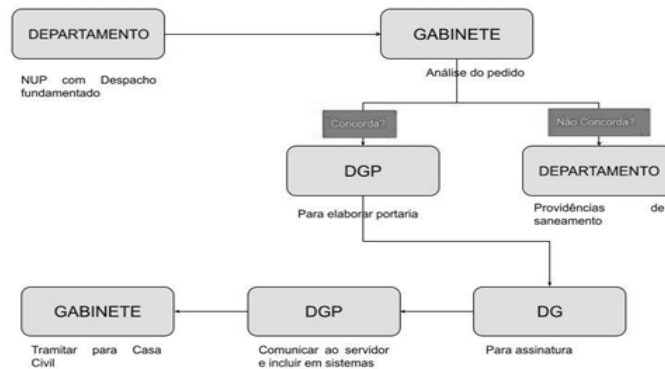 DEPARTAMENTO
GABINETE
NUP com Despacho
fundamentado
Análise do pedido
Concorda?
Não Concorda?
DGP
DEPARTAMENTO
Para elaborar portaria
Providências de
saneamento
GABINETE
DGP
DG
Tramitar para Casa
Civil
Comunicar ao servidor
e incluir em sistemas
Para assinatura